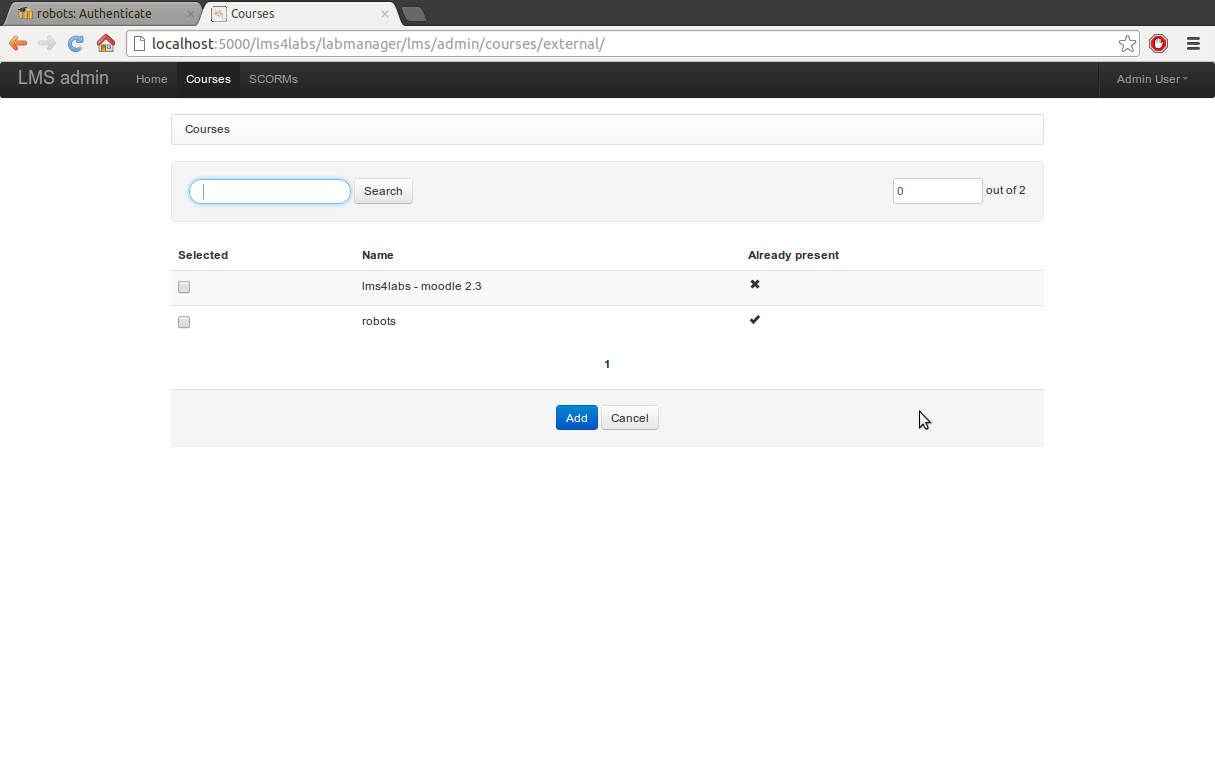 robots: Authenticate
Courses
localhost:5000/lms4labs/labmanager/lms/admin/courses/external/
LMS admin Home Courses SCORMs Admin User
Courses
Search 0 out of 2
Selected Name Already present
lms4labs - moodle 2.3
robots
1
Add Cancel